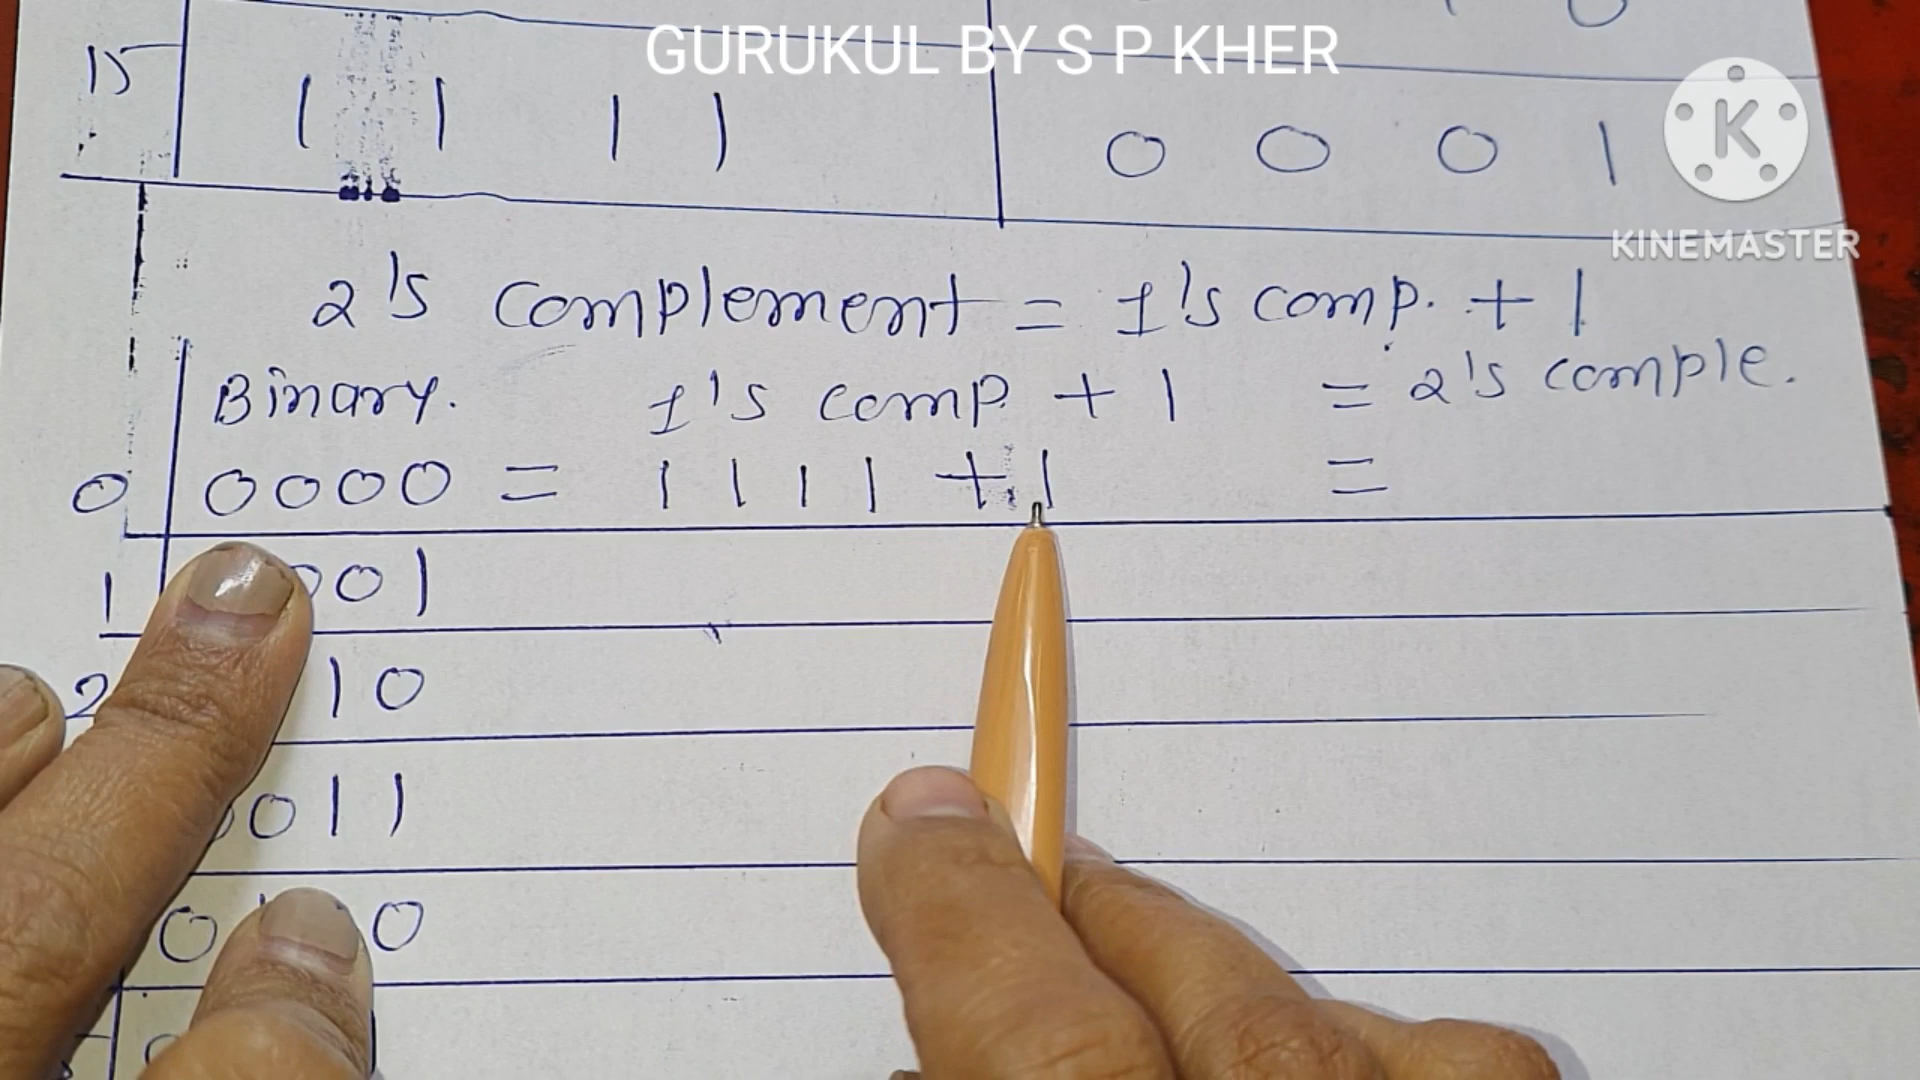 GURUKUL BY S P KHER
15 1 1 1 1 0 0 0 1
KINEMASTER
2's complement = 1's comp. + 1
Binary. 1's comp + 1 = 2's comple.
0 0000 = 1111 + 1 =
1 001
2 10
011
0 0